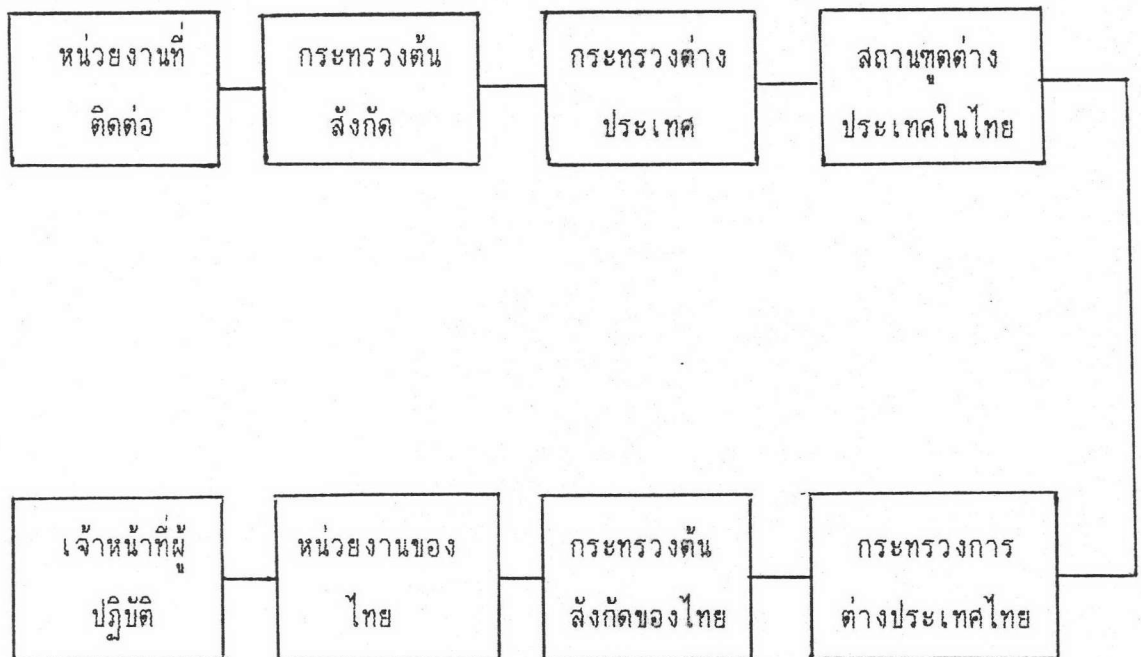 หน่วยงานที่
ติดต่อ
กระทรวงต้น
สังกัด
กระทรวงต่าง
ประเทศ
สถานฑูตต่าง
ประเทศในไทย
เจ้าหน้าที่ผู้
ปฏิบัติ
หน่วยงานของ
ไทย
กระทรวงต้น
สังกัดของไทย
กระทรวงการ
ต่างประเทศไทย